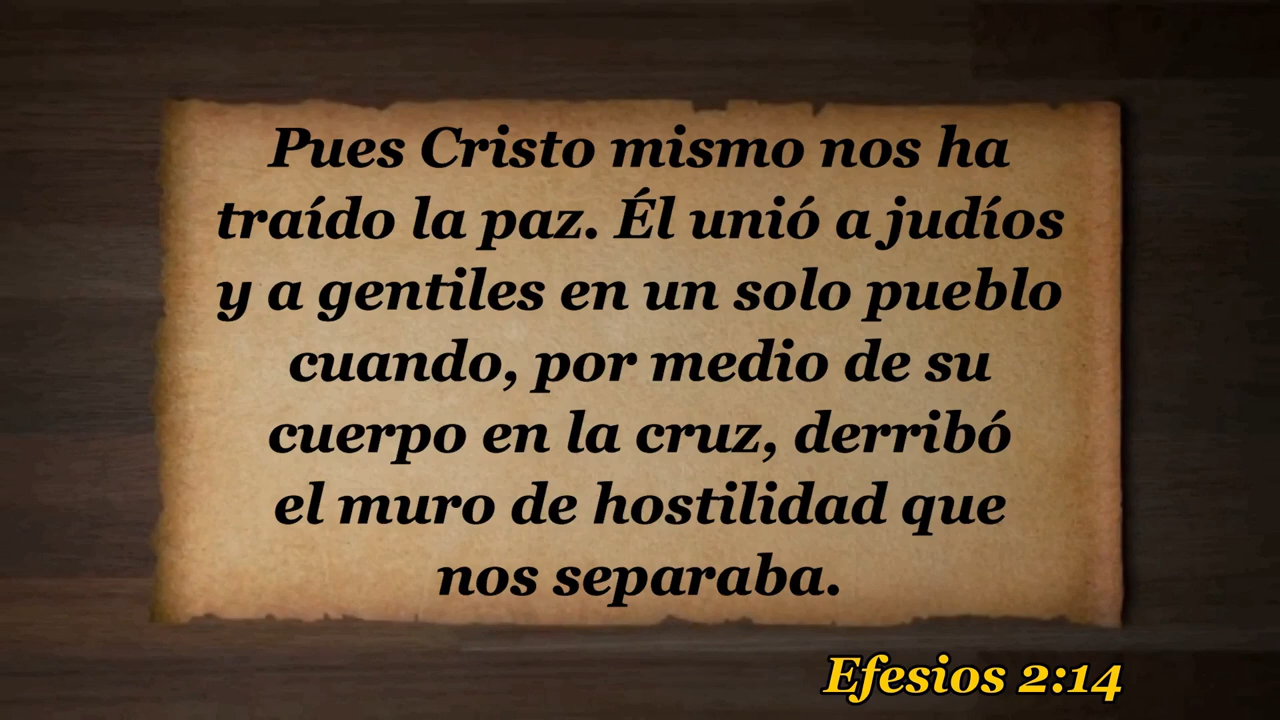 Pues Cristo mismo nos ha
traído la paz. Él unió a judíos
y a gentiles en un solo pueblo
cuando, por medio de su
cuerpo en la cruz, derribó
el muro de hostilidad que
nos separaba.
Efesios 2:14